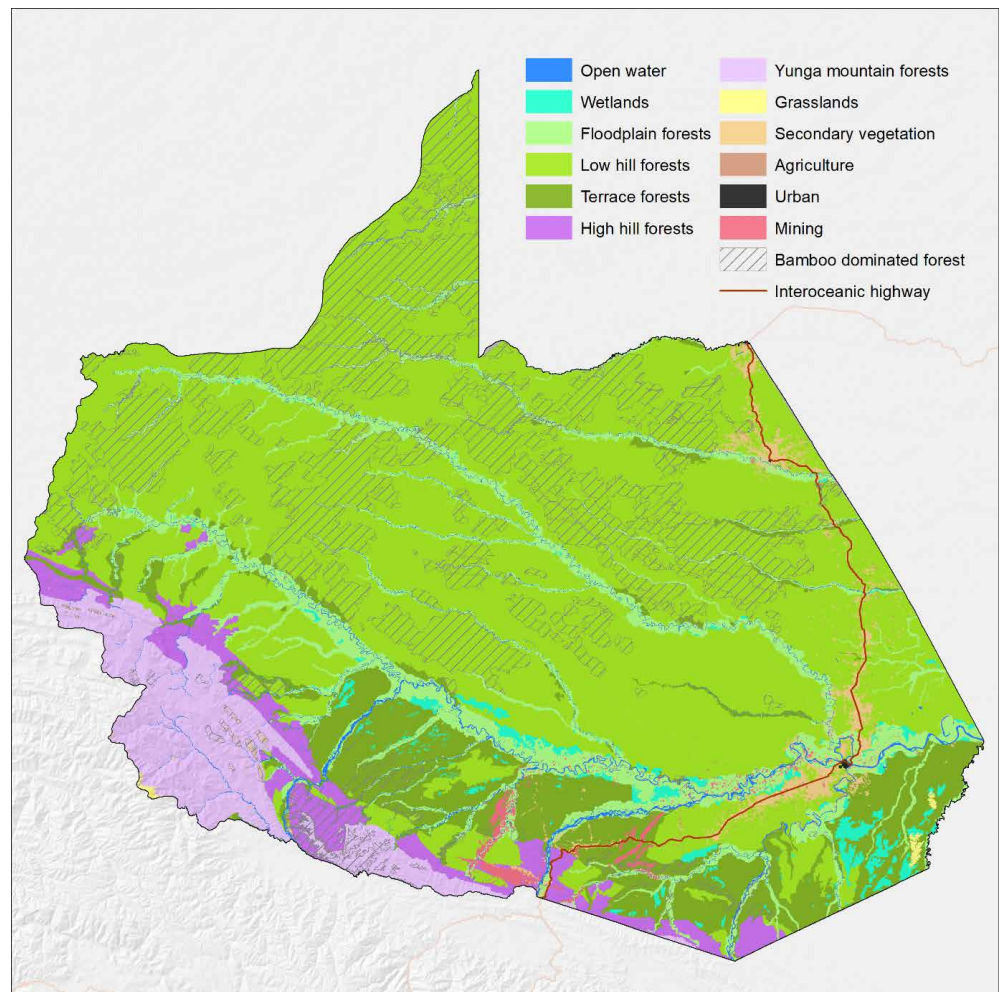 Open water
Wetlands
Floodplain forests
Low hill forests
Terrace forests
High hill forests
Yunga mountain forests
Grasslands
Secondary vegetation
Agriculture
Urban
Mining
Bamboo dominated forest
Interoceanic highway